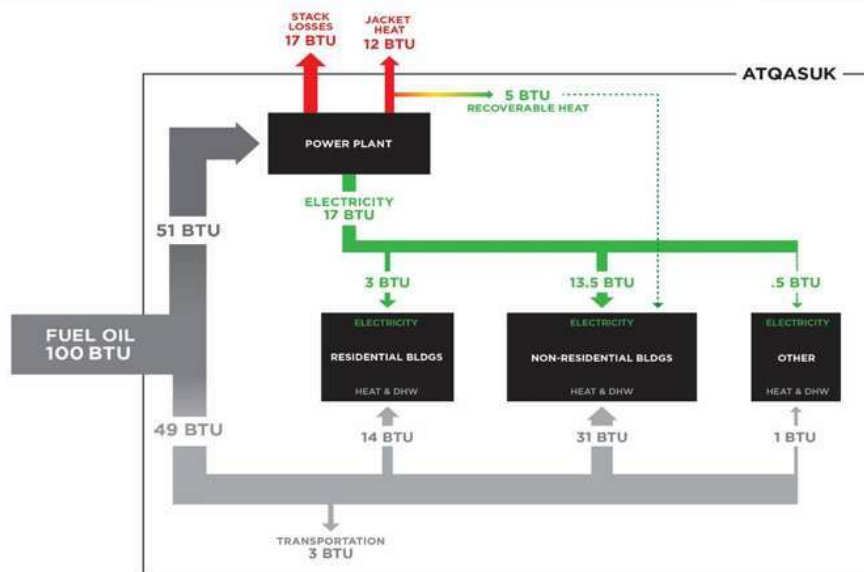 STACK
LOSSES
17 BTU
JACKET
HEAT
12 BTU
ATQASUK
5 BTU
RECOVERABLE HEAT
POWER PLANT
ELECTRICITY
17 BTU
51 BTU
3 BTU
13.5 BTU
.5 BTU
FUEL OIL
100 BTU
ELECTRICITY
RESIDENTIAL BLDGS
HEAT & DHW
ELECTRICITY
NON-RESIDENTIAL BLDGS
HEAT & DHW
ELECTRICITY
OTHER
HEAT & DHW
49 BTU
14 BTU
31 BTU
1 BTU
TRANSPORTATION
3 BTU